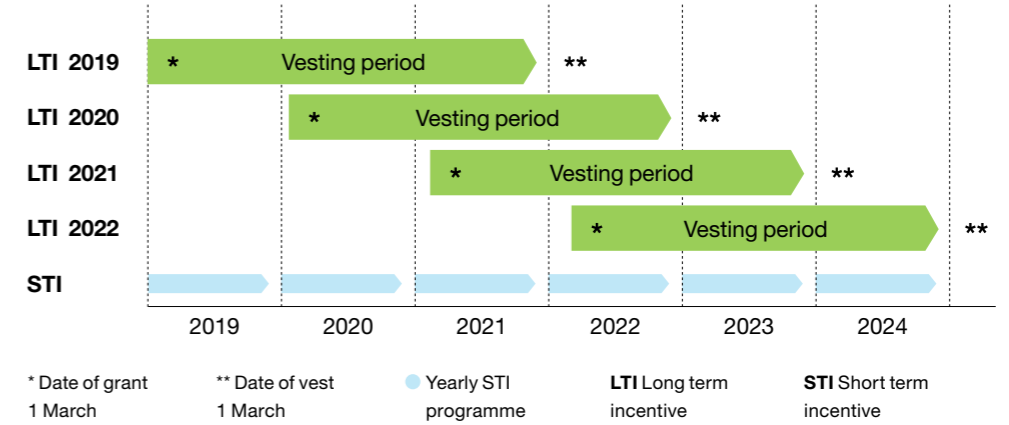 LTI 2019 * Vesting period **
LTI 2020 * Vesting period **
LTI 2021 * Vesting period **
LTI 2022 * Vesting period **
STI
2019 2020 2021 2022 2023 2024
* Date of grant
1 March
** Date of vest
1 March
Yearly STI
programme
LTI Long term
incentive
STI Short term
incentive